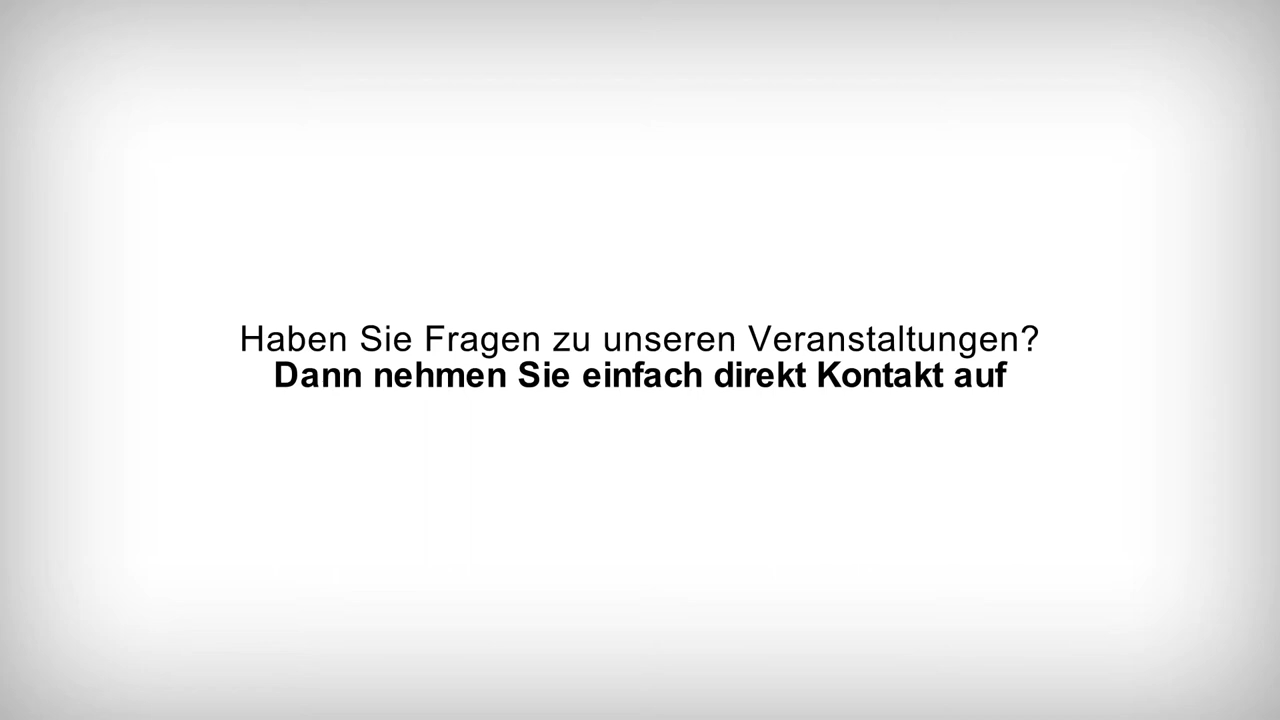 Haben Sie Fragen zu unseren Veranstaltungen?
Dann nehmen Sie einfach direkt Kontakt auf